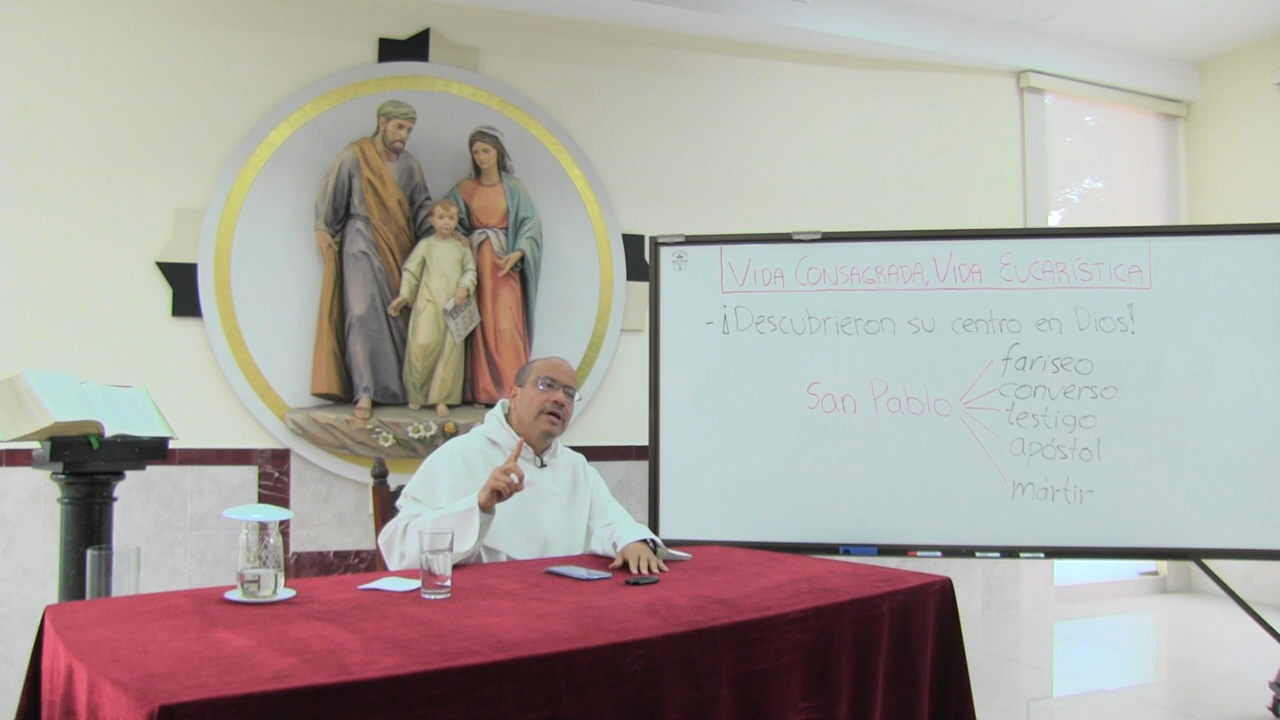 VIDA CONSAGRADA, VIDA EUCARÍSTICA
- ¡Descubrieron su centro en Dios!
San Pablo
fariseo
converso
testigo
apóstol
mártir